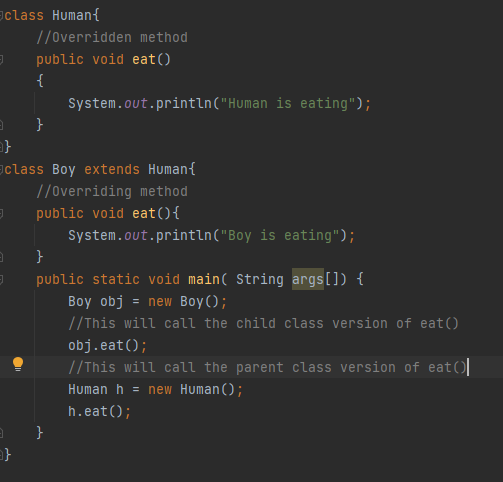 class Human{
    //Overridden method
    public void eat()
    {
        System.out.println("Human is eating");
    }
}
class Boy extends Human{
    //Overriding method
    public void eat(){
        System.out.println("Boy is eating");
    }
    public static void main( String args[]) {
        Boy obj = new Boy();
        //This will call the child class version of eat()
        obj.eat();
        //This will call the parent class version of eat()
        Human h = new Human();
        h.eat();
    }
}